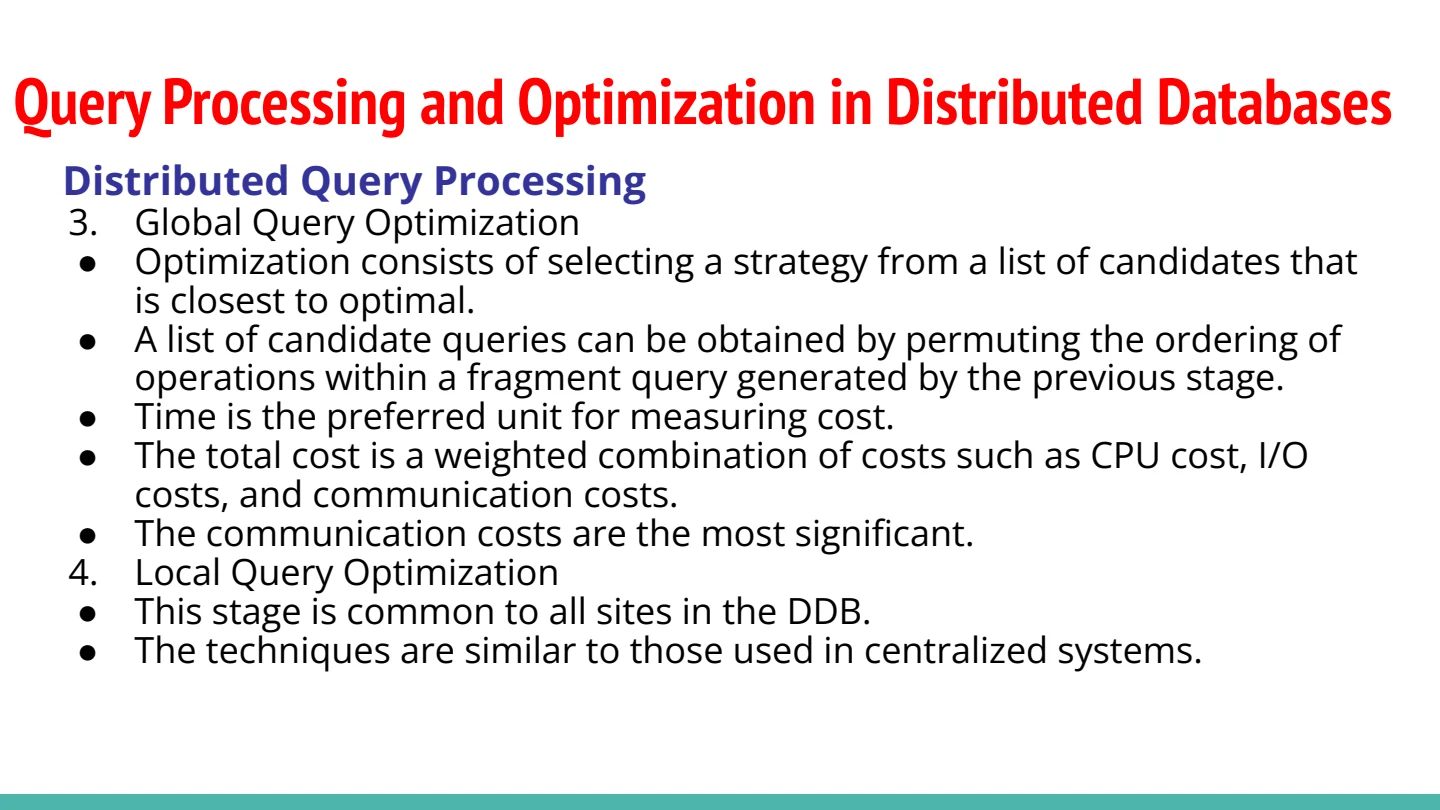 Query Processing and Optimization in Distributed Databases
Distributed Query Processing
3. Global Query Optimization
● Optimization consists of selecting a strategy from a list of candidates that
is closest to optimal.
● A list of candidate queries can be obtained by permuting the ordering of
operations within a fragment query generated by the previous stage.
● Time is the preferred unit for measuring cost.
● The total cost is a weighted combination of costs such as CPU cost, I/O
costs, and communication costs.
● The communication costs are the most significant.
4. Local Query Optimization
● This stage is common to all sites in the DDB.
● The techniques are similar to those used in centralized systems.